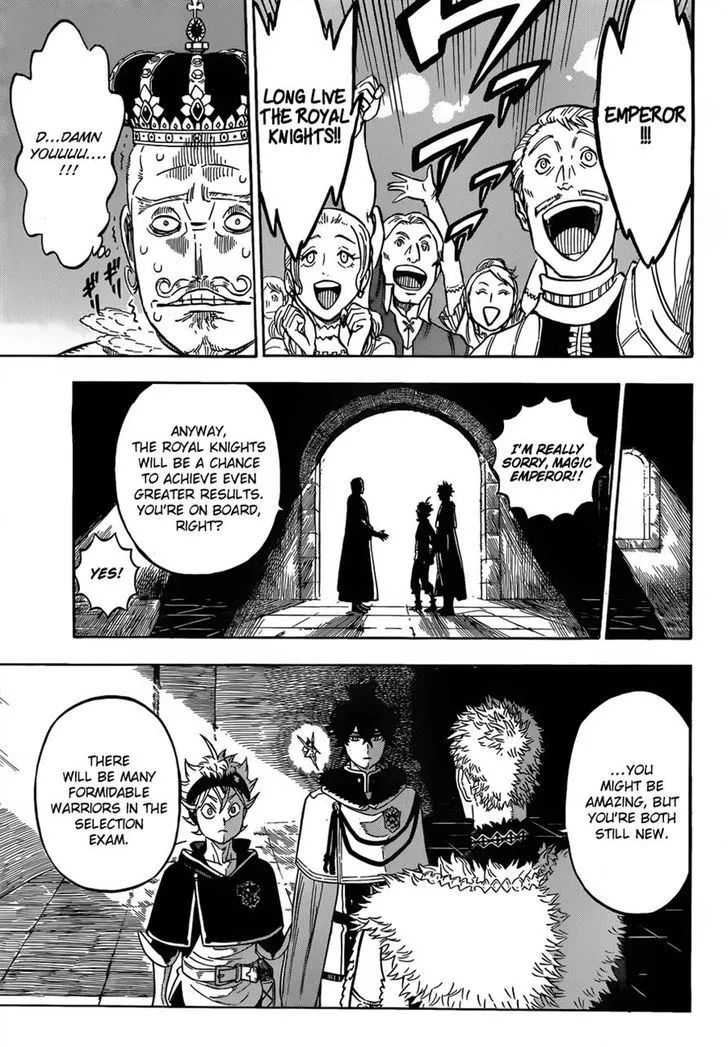 EMPEROR
!!!
LONG LIVE
THE ROYAL
KNIGHTS!!
D...DAMN
YOUUUU....
!!!
I'M REALLY
SORRY, MAGIC
EMPEROR!!
ANYWAY,
THE ROYAL KNIGHTS
WILL BE A CHANCE
TO ACHIEVE EVEN
GREATER RESULTS.
YOU'RE ON BOARD,
RIGHT?
YES!
...YOU
MIGHT BE
AMAZING, BUT
YOU'RE BOTH
STILL NEW.
THERE
WILL BE MANY
FORMIDABLE
WARRIORS IN THE
SELECTION
EXAM.